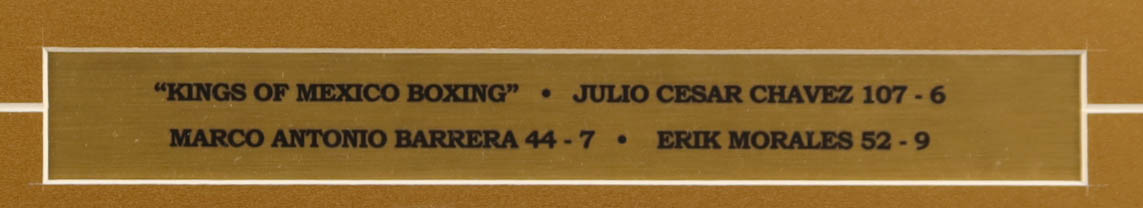 “KINGS OF MEXICO BOXING” • JULIO CESAR CHAVEZ 107 - 6
MARCO ANTONIO BARRERA 44 - 7 • ERIK MORALES 52 - 9